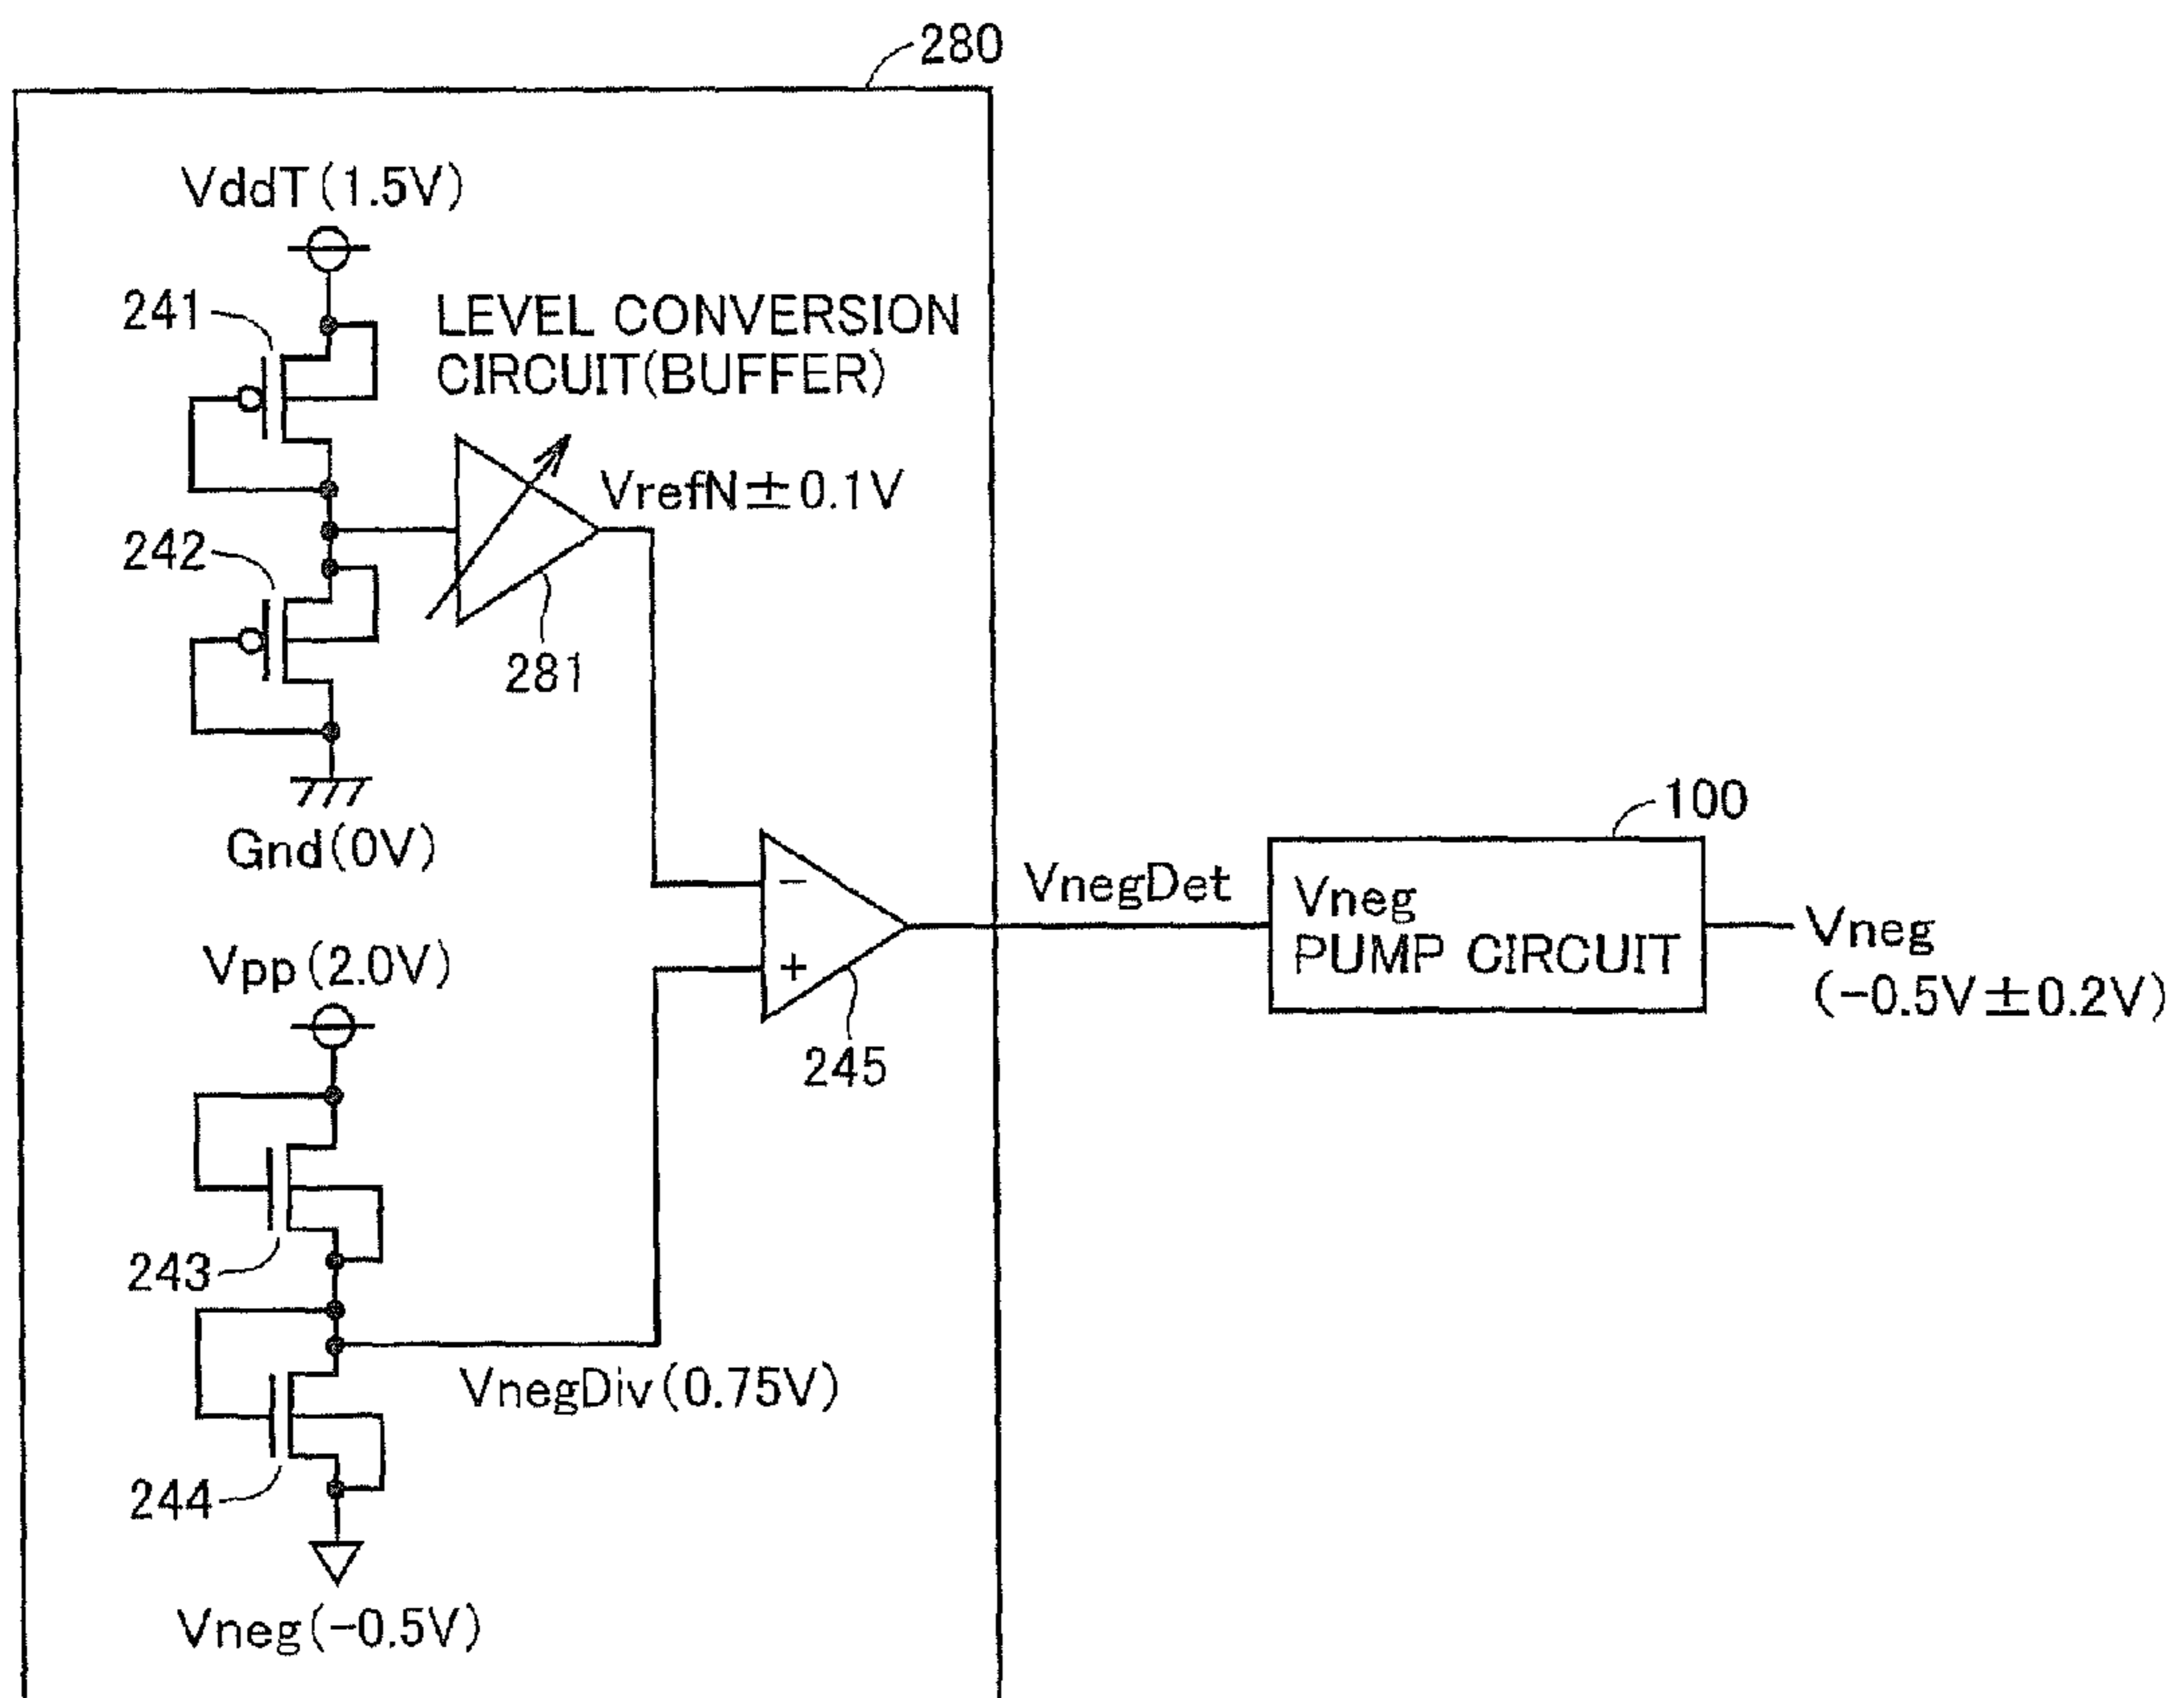 280
VddT(1.5V)
241
LEVEL CONVERSION
CIRCUIT(BUFFER)
VrefN±0.1V
242
281
Gnd(0V)
100
−
VnegDet
Vneg
PUMP CIRCUIT
Vneg
(-0.5V±0.2V)
Vpp(2.0V)
+
245
243
VnegDiv(0.75V)
244
Vneg(-0.5V)